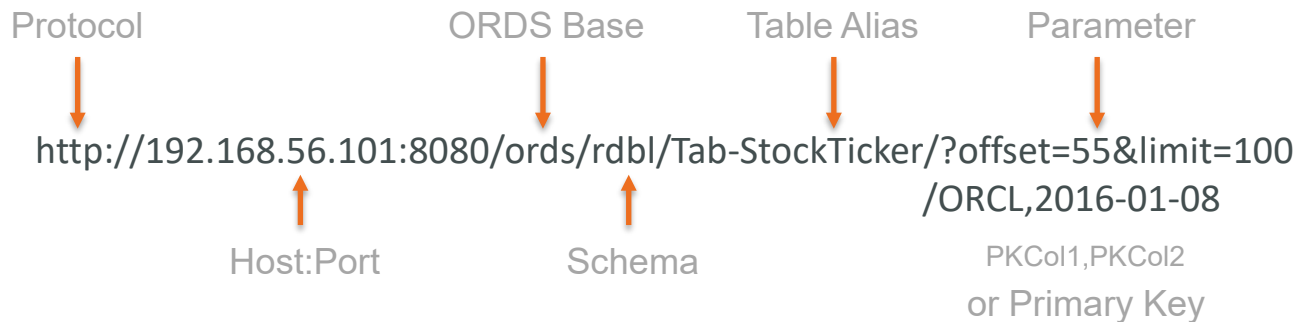 Protocol ORDS Base Table Alias Parameter
http://192.168.56.101:8080/ords/rdbl/Tab-StockTicker/?offset=55&limit=100
/ORCL,2016-01-08
Host:Port Schema PKCol1,PKCol2
or Primary Key